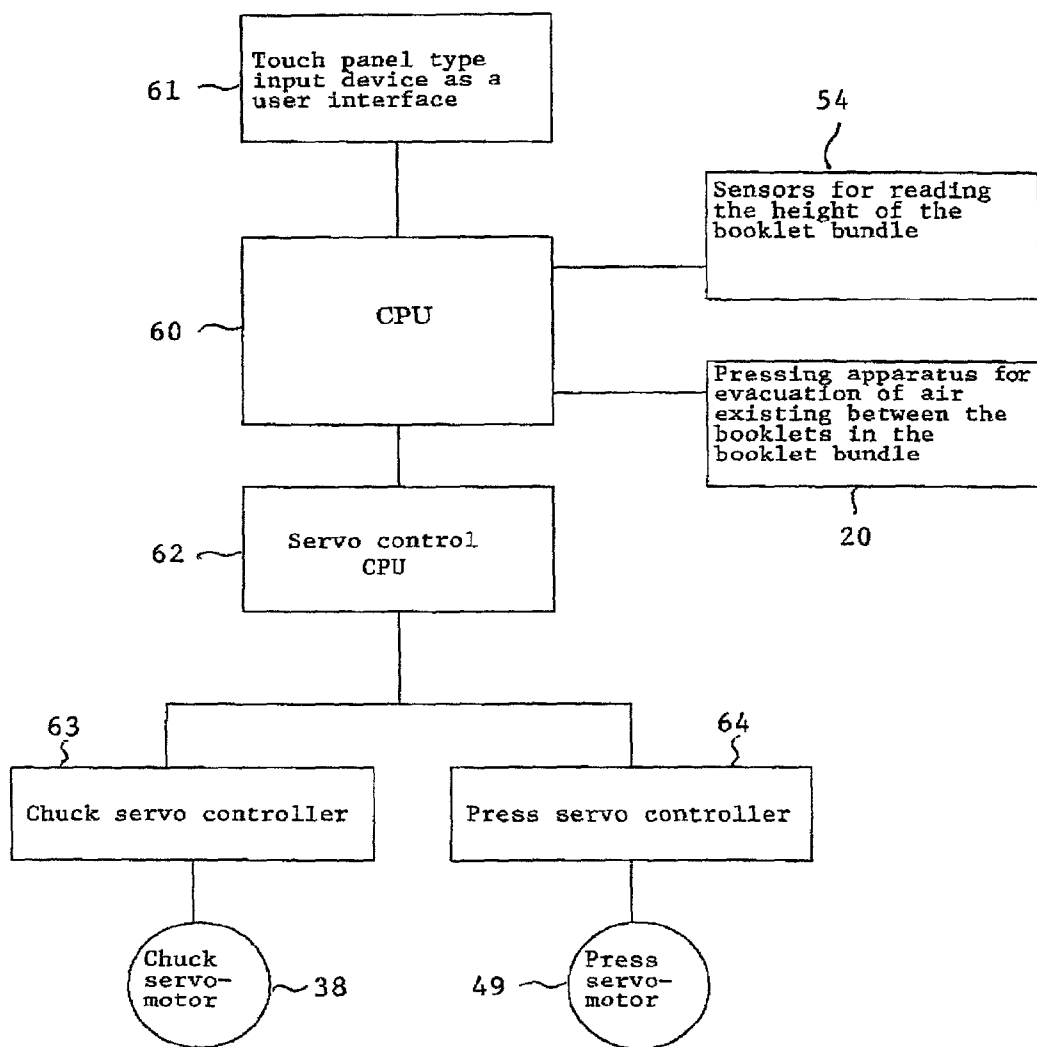 Touch panel type
input device as a
user interface
61
54
Sensors for reading
the height of the
booklet bundle
CPU
60
Pressing apparatus for
evacuation of air
existing between the
booklets in the
booklet bundle
20
Servo control
CPU
62
63
64
Chuck servo controller
Press servo controller
Chuck
servo-
motor
38
49
Press
servo-
motor